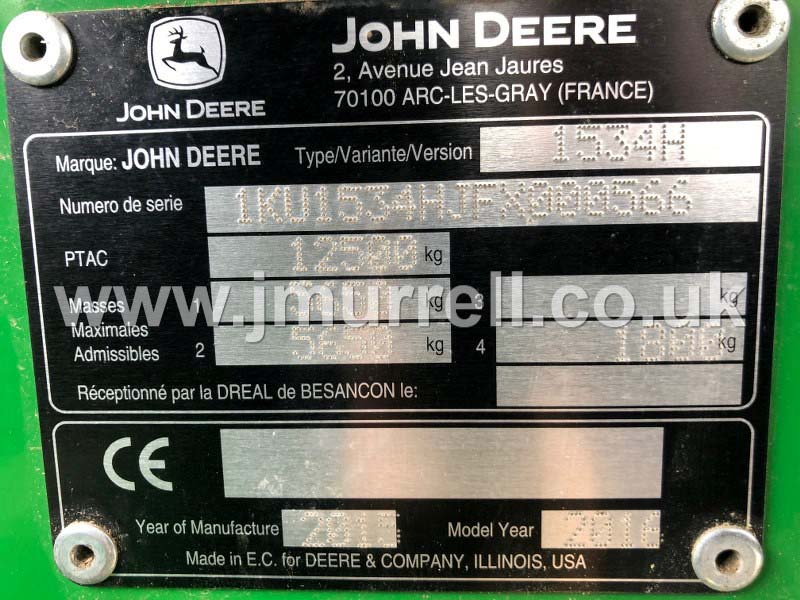 JOHN DEERE
JOHN DEERE
2, Avenue Jean Jaures
70100 ARC-LES-GRAY (FRANCE)
Marque: JOHN DEERE Type/Variante/Version 1534H
Numero de serie 1KU1534HJFX000566
PTAC 12500 kg
www.jmurrell.co.uk
Masses kg 3 kg
Maximales
Admissibles 2 kg 4 kg
Réceptionné par la DREAL de BESANCON le:
CE
Year of Manufacture 2015 Model Year 2016
Made in E.C. for DEERE & COMPANY, ILLINOIS, USA